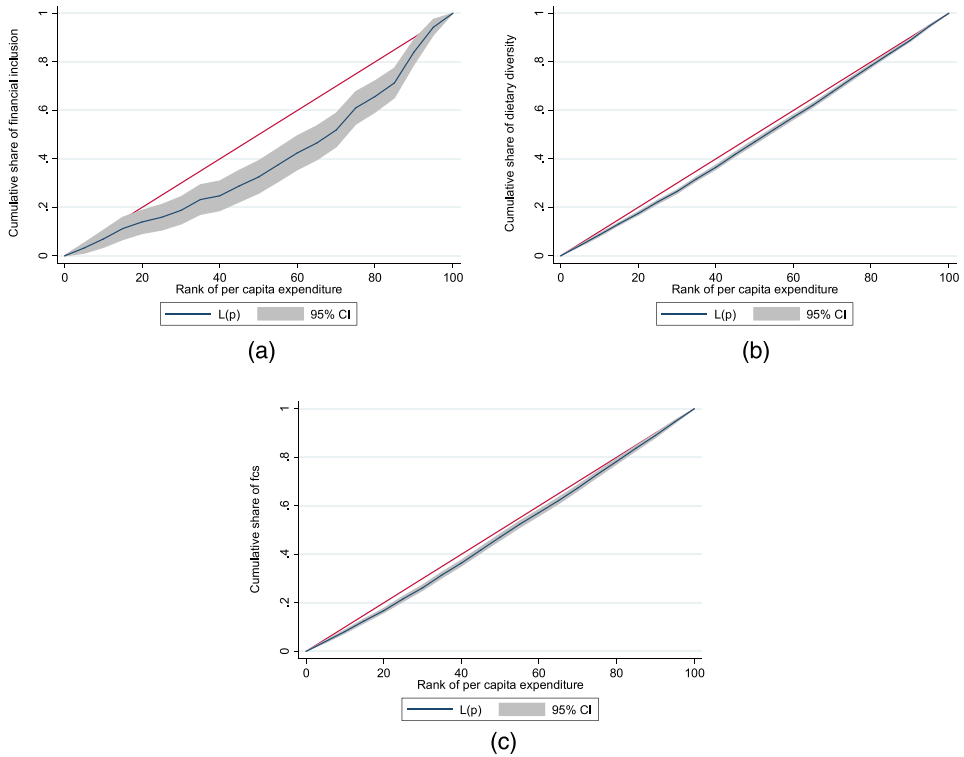 Cumulative share of financial inclusion
1
.8
.6
.4
.2
0
0 20 40 60 80 100
Rank of per capita expenditure
L(p) 95% CI
(a)
Cumulative share of dietary diversity
1
.8
.6
.4
.2
0
0 20 40 60 80 100
Rank of per capita expenditure
L(p) 95% CI
(b)
Cumulative share of fcs
1
.8
.6
.4
.2
0
0 20 40 60 80 100
Rank of per capita expenditure
L(p) 95% CI
(c)